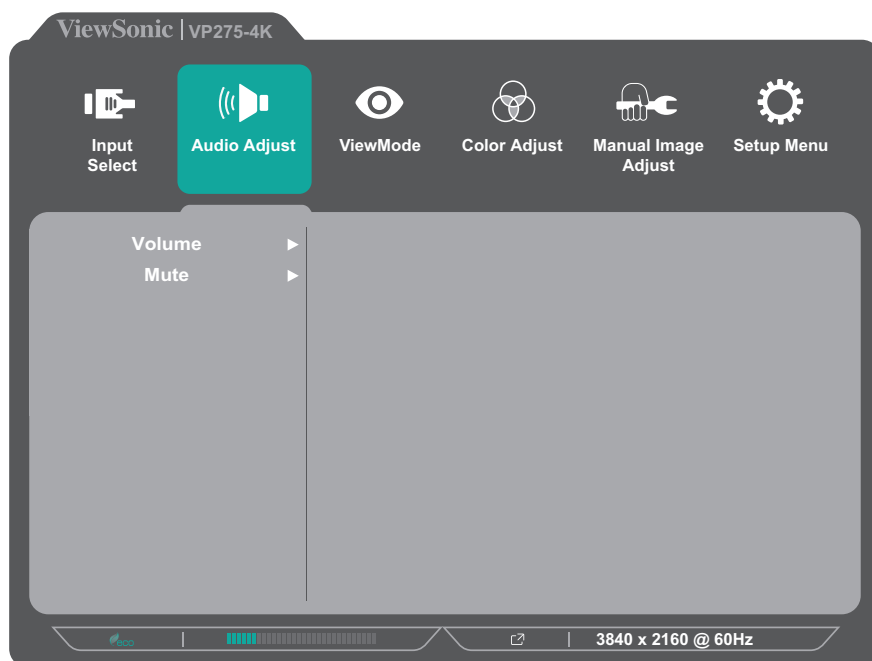 ViewSonic | VP275-4K
Input Select
Audio Adjust
ViewMode
Color Adjust
Manual Image Adjust
Setup Menu
Volume
Mute
eco
3840 x 2160 @ 60Hz